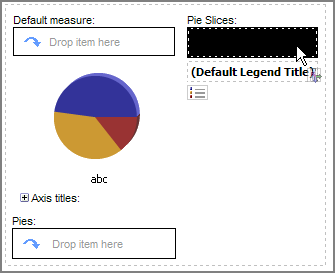 Default measure:
Drop item here
Pie Slices:
(Default Legend Title)
abc
Axis titles:
Pies:
Drop item here